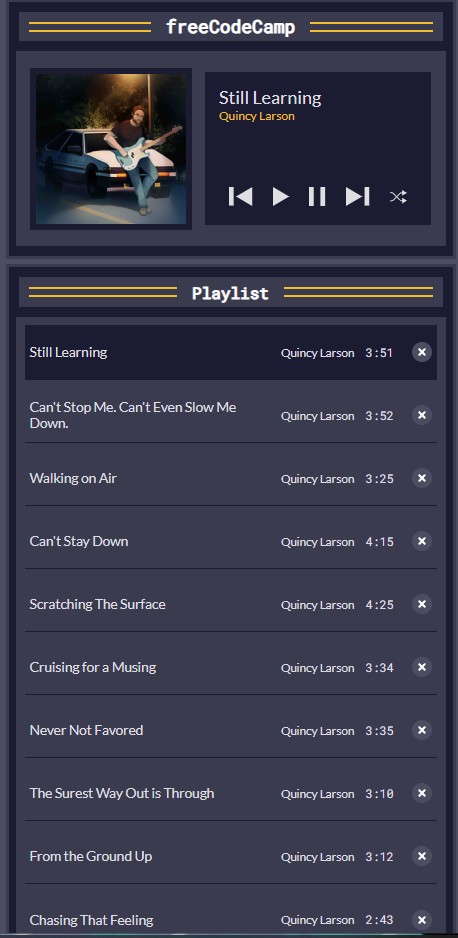 freeCodeCamp
Still Learning
Quincy Larson
Playlist
Still Learning Quincy Larson 3:51
Can't Stop Me. Can't Even Slow Me
Down. Quincy Larson 3:52
Walking on Air Quincy Larson 3:25
Can't Stay Down Quincy Larson 4:15
Scratching The Surface Quincy Larson 4:25
Cruising for a Musing Quincy Larson 3:34
Never Not Favored Quincy Larson 3:35
The Surest Way Out is Through Quincy Larson 3:10
From the Ground Up Quincy Larson 3:12
Chasing That Feeling Quincy Larson 2:43